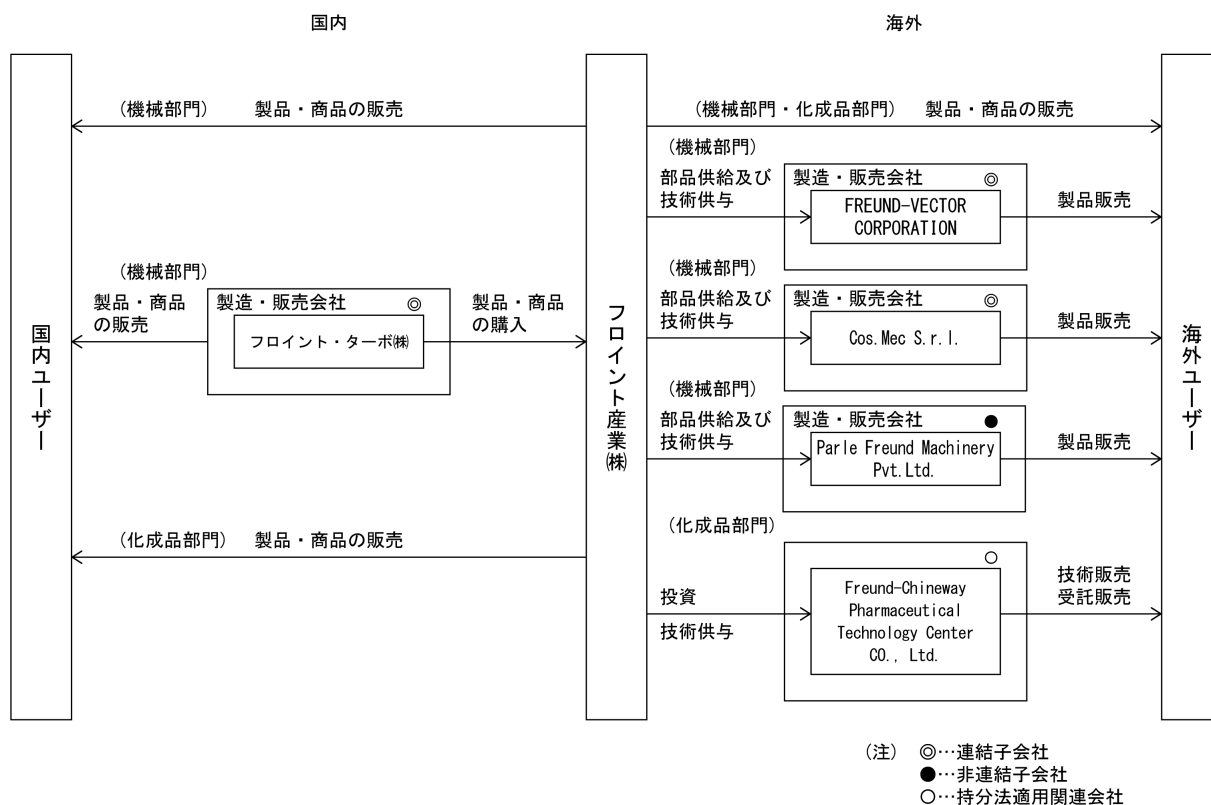 国内
海外
国内ユーザー
フロイント産業㈱
海外ユーザー
(機械部門) 製品・商品の販売
(機械部門)
製品・商品
の販売
製造・販売会社 ◎
フロイント・ターボ㈱
製品・商品
の購入
(化成品部門) 製品・商品の販売
(機械部門・化成品部門) 製品・商品の販売
(機械部門)
部品供給及び
技術供与
製造・販売会社 ◎
FREUND-VECTOR
CORPORATION
製品販売
(機械部門)
部品供給及び
技術供与
製造・販売会社 ◎
Cos.Mec S.r.l.
製品販売
(機械部門)
部品供給及び
技術供与
製造・販売会社 ●
Parle Freund Machinery
Pvt.Ltd.
製品販売
(化成品部門)
投資
技術供与
○
Freund-Chineway
Pharmaceutical
Technology Center
CO., Ltd.
技術販売
受託販売
(注) ◎…連結子会社
●…非連結子会社
○…持分法適用関連会社